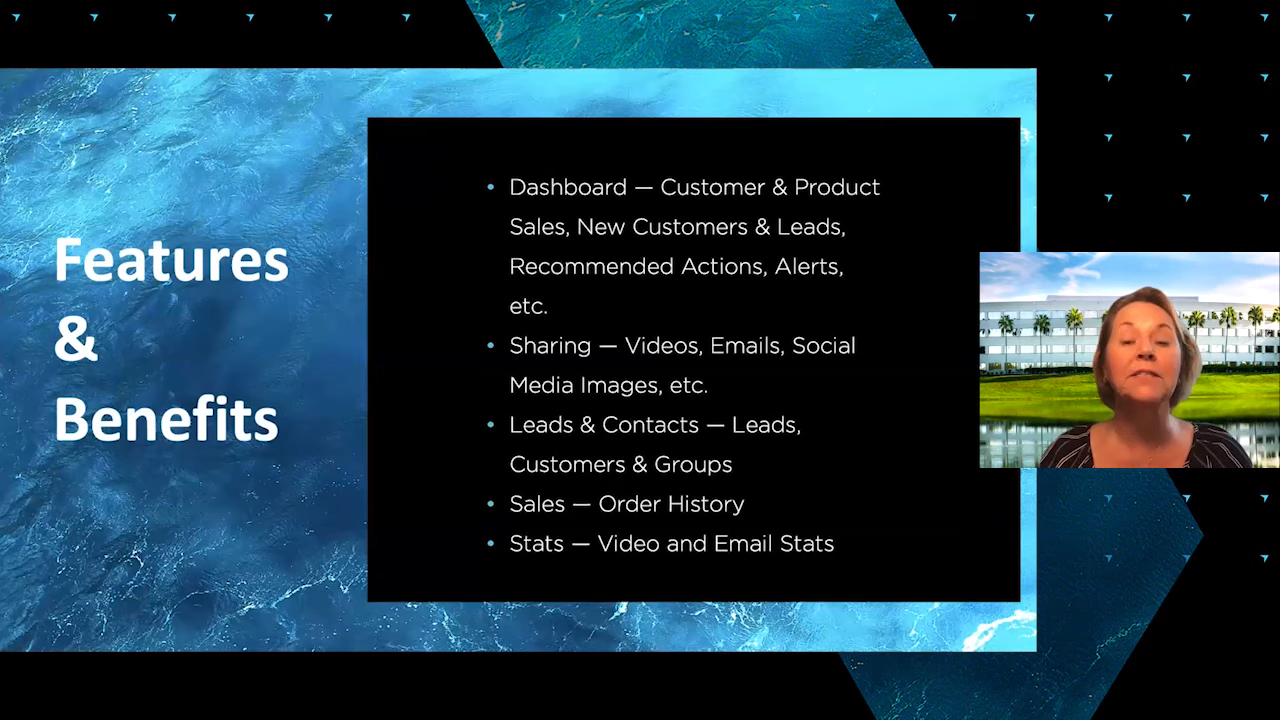 Features
&
Benefits
• Dashboard — Customer & Product
Sales, New Customers & Leads,
Recommended Actions, Alerts,
etc.
• Sharing — Videos, Emails, Social
Media Images, etc.
• Leads & Contacts — Leads,
Customers & Groups
• Sales — Order History
• Stats — Video and Email Stats